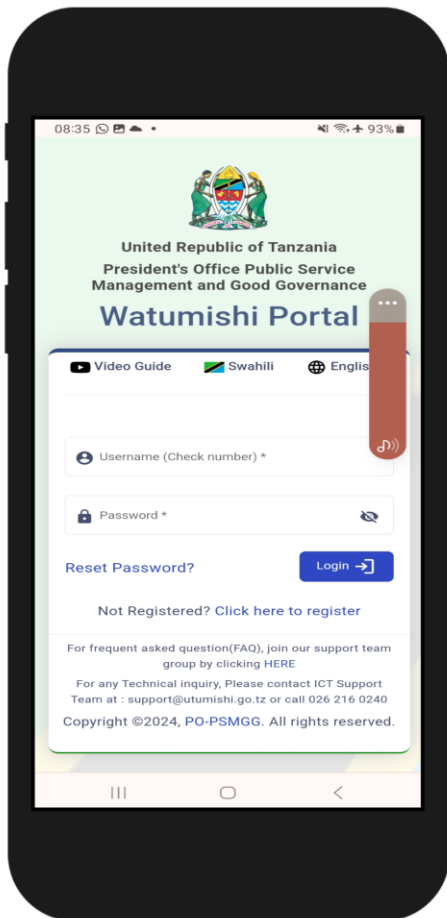 08:35 93%
United Republic of Tanzania
President's Office Public Service
Management and Good Governance
Watumishi Portal
Video Guide Swahili Englis
Username (Check number) *
Password *
Reset Password? Login
Not Registered? Click here to register
For frequent asked question(FAQ), join our support team
group by clicking HERE
For any Technical inquiry, Please contact ICT Support
Team at : support@utumishi.go.tz or call 026 216 0240
Copyright ©2024, PO-PSMGG. All rights reserved.